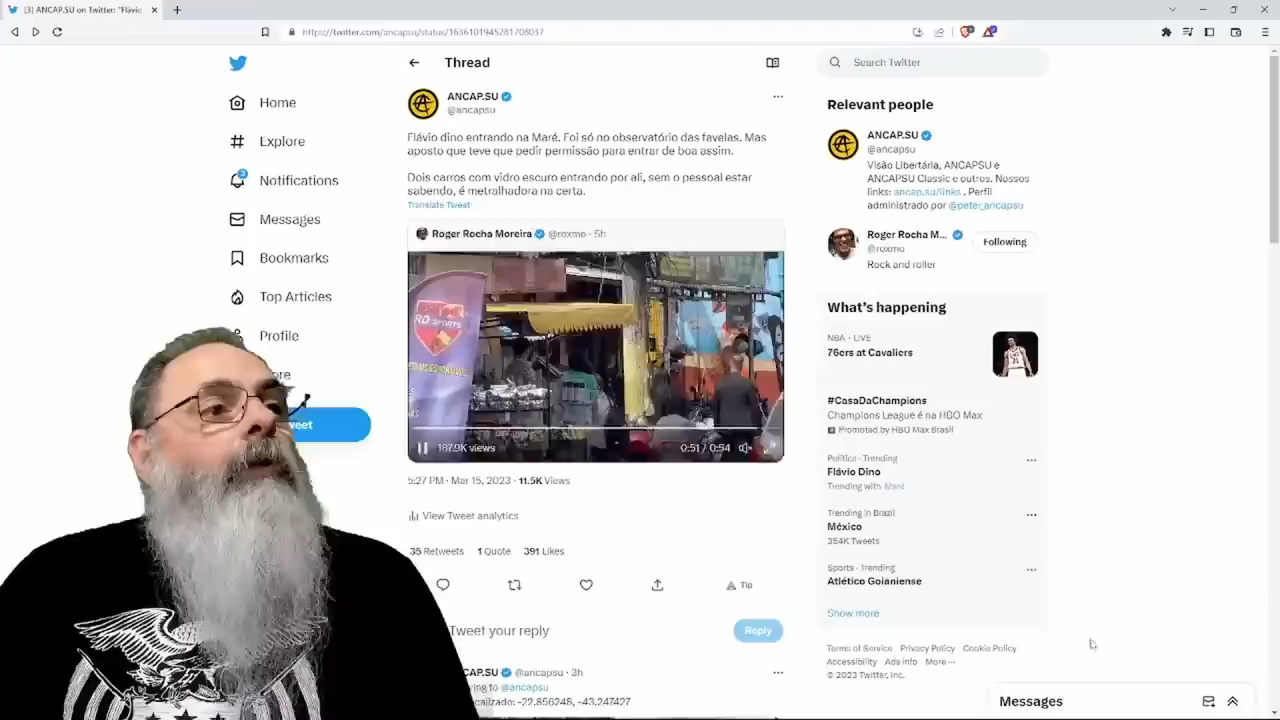 (3) ANCAP.SU on Twitter: "Flávio
https://twitter.com/ancapsu/status/1636101945281708037
Home
Explore
Notifications
Messages
Bookmarks
Top Articles
Profile
ore
weet
Thread
ANCAP.SU
@ancapsu
Flávio dino entrando na Maré. Foi só no observatório das favelas. Mas
aposto que teve que pedir permissão para entrar de boa assim.
Dois carros com vidro escuro entrando por ali, sem o pessoal estar
sabendo, é metralhadora na certa.
Translate Tweet
Roger Rocha Moreira @roxmo · 5h
RD SPORTS
187.9K views
0:51 / 0:54
5:27 PM · Mar 15, 2023 · 11.5K Views
View Tweet analytics
35 Retweets 1 Quote 391 Likes
Tip
Tweet your reply
Reply
CAP.SU @ancapsu · 3h
ying to @ancapsu
calizado: -22.856248, -43.247427
Search Twitter
Relevant people
ANCAP.SU
@ancapsu
Visão Libertária, ANCAPSU e
ANCAPSU Classic e outros. Nossos
links: ancap.su/links . Perfil
administrado por @peter_ancapsu
Roger Rocha M...
@roxmo
Following
Rock and roller
What's happening
NBA · LIVE
76ers at Cavaliers
#CasaDaChampions
Champions League é na HBO Max
Promoted by HBO Max Brasil
Politics · Trending
Flávio Dino
Trending with Maré
Trending in Brazil
México
354K Tweets
Sports · Trending
Atlético Goianiense
Show more
Terms of Service Privacy Policy Cookie Policy
Accessibility Ads info More ···
© 2023 Twitter, Inc.
Messages